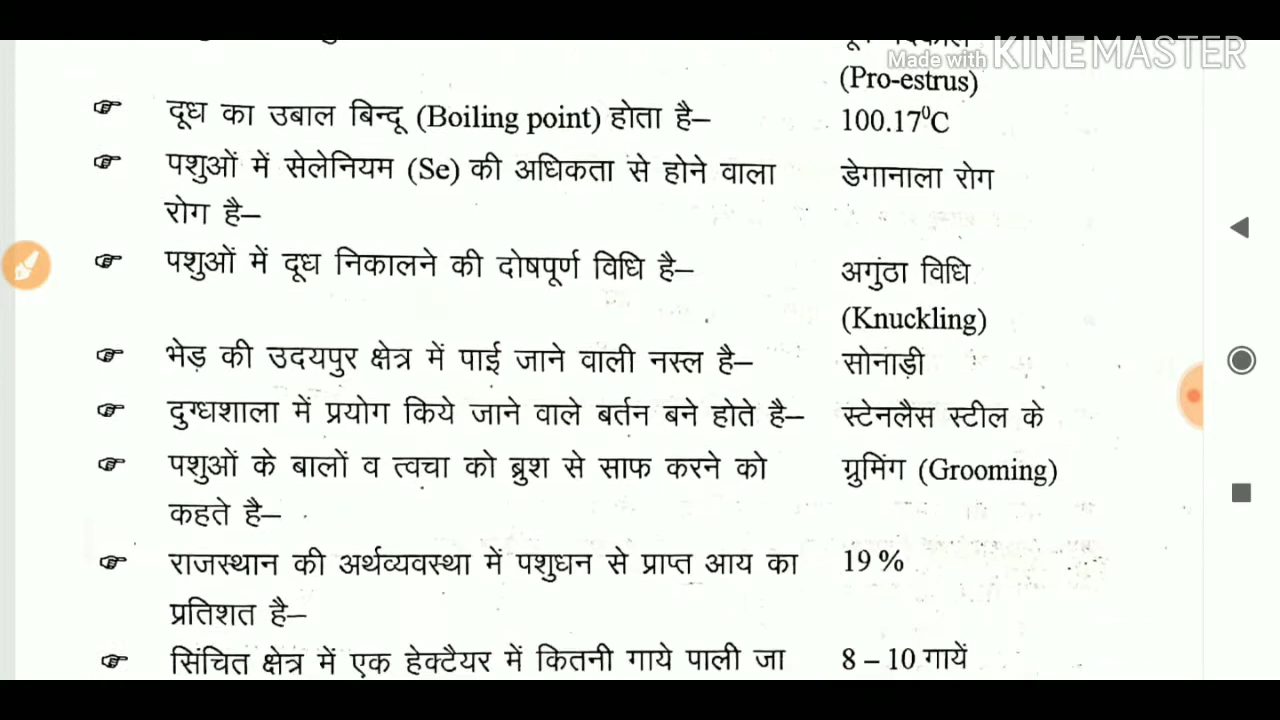 Made with KINEMASTER
(Pro-estrus)
☞ दूध का उबाल बिन्दू (Boiling point) होता है– 100.17⁰C
☞ पशुओं में सेलेनियम (Se) की अधिकता से होने वाला डेगानाला रोग
रोग है–
☞ पशुओं में दूध निकालने की दोषपूर्ण विधि है– अगुंठा विधि
(Knuckling)
☞ भेड़ की उदयपुर क्षेत्र में पाई जाने वाली नस्ल है– सोनाड़ी
☞ दुग्धशाला में प्रयोग किये जाने वाले बर्तन बने होते है– स्टेनलैस स्टील के
☞ पशुओं के बालों व त्वचा को ब्रुश से साफ करने को ग्रुमिंग (Grooming)
कहते है–
☞ राजस्थान की अर्थव्यवस्था में पशुधन से प्राप्त आय का 19 %
प्रतिशत है–
☞ सिंचित क्षेत्र में एक हेक्टैयर में कितनी गाये पाली जा 8 – 10 गायें